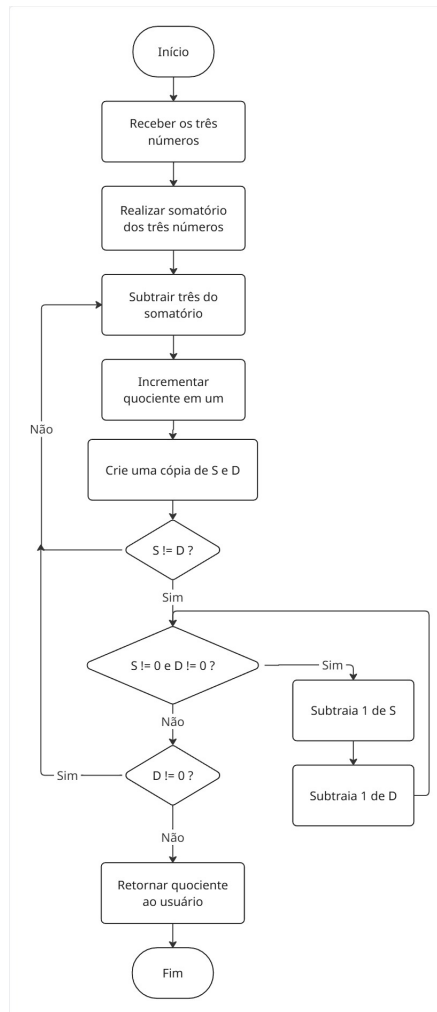 Início
Receber os três
números
Realizar somatório
dos três números
Subtrair três do
somatório
Incrementar
quociente em um
Não
Crie uma cópia de S e D
S != D ?
Sim
S != 0 e D != 0 ?
Sim
Subtraia 1 de S
Não
D != 0 ?
Sim
Subtraia 1 de D
Não
Retornar quociente
ao usuário
Fim